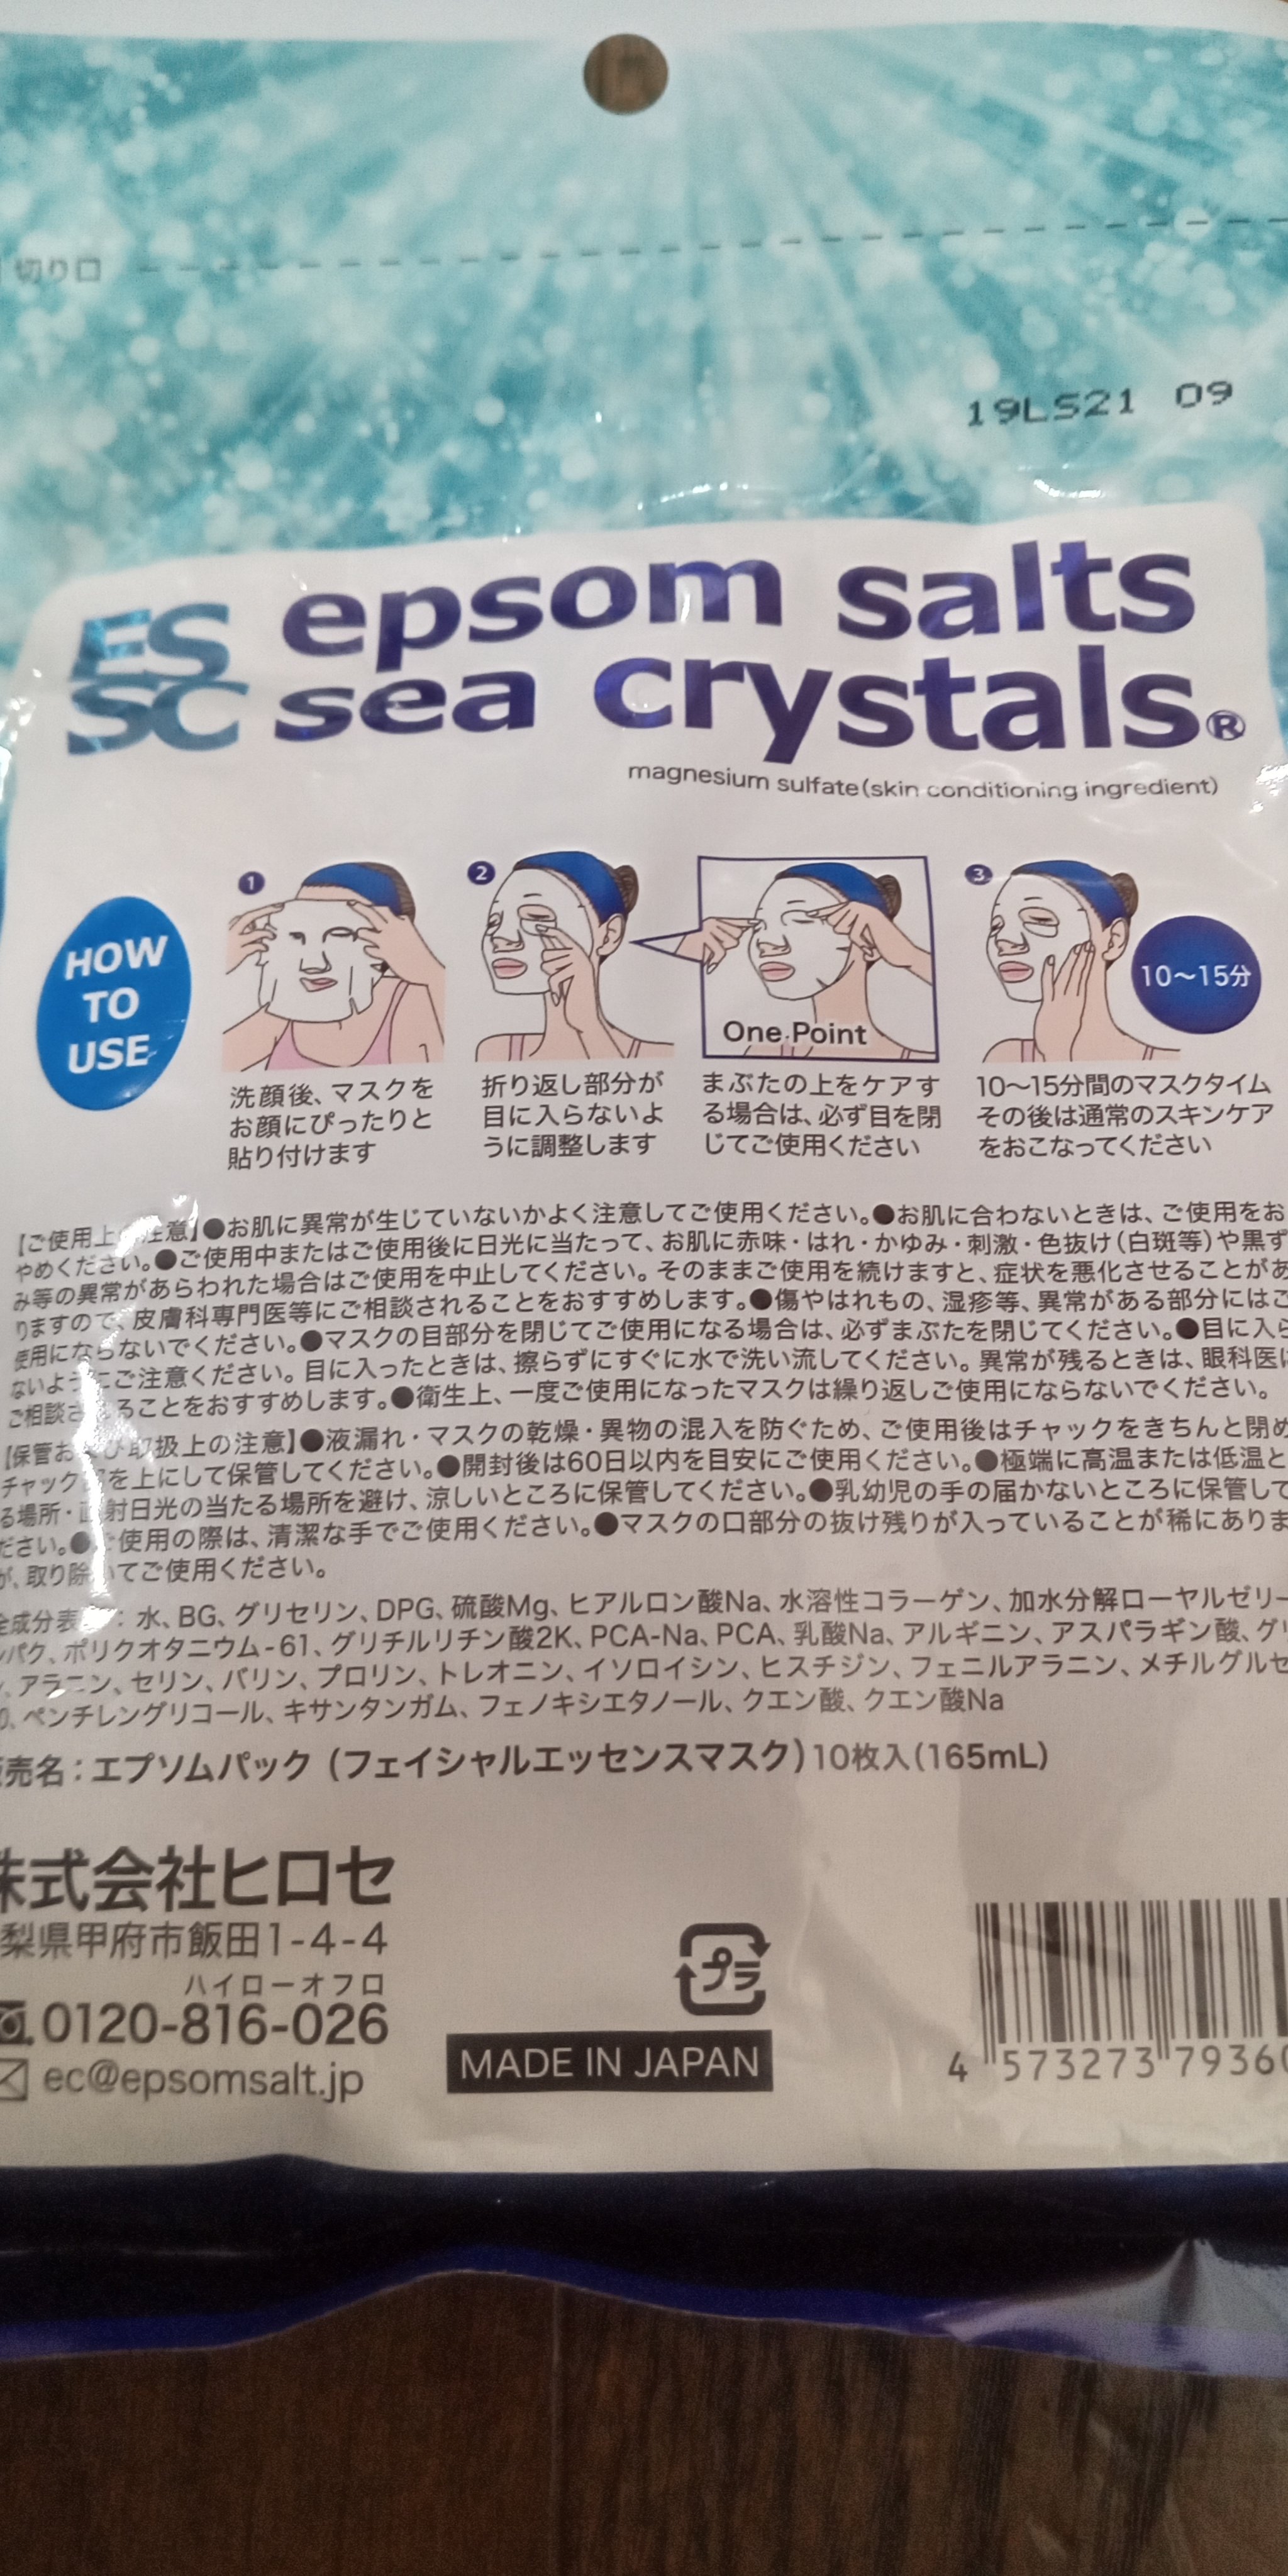 切り口
19LS21 09
ES epsom salts
SC sea crystals®
magnesium sulfate(skin conditioning ingredient)
HOW
TO
USE
1
洗顔後、マスクを
お顔にぴったりと
貼り付けます
2
折り返し部分が
目に入らないよ
うに調整します
One Point
まぶたの上をケアす
る場合は、必ず目を閉
じてご使用ください
3
10〜15分
10〜15分間のマスクタイム
その後は通常のスキンケア
をおこなってください
【ご使用上 注意】●お肌に異常が生じていないかよく注意してご使用ください。●お肌に合わないときは、ご使用をお
やめください。●ご使用中またはご使用後に日光に当たって、お肌に赤味・はれ・かゆみ・刺激・色抜け(白斑等)や黒ず
み等の異常があらわれた場合はご使用を中止してください。そのままご使用を続けますと、症状を悪化させることがあ
りますので、皮膚科専門医等にご相談されることをおすすめします。●傷やはれもの、湿疹等、異常がある部分にはご
使用にならないでください。●マスクの目部分を閉じてご使用になる場合は、必ずまぶたを閉じてください。●目に入ら
ないようにご注意ください。目に入ったときは、擦らずにすぐに水で洗い流してください。異常が残るときは、眼科医に
ご相談されることをおすすめします。●衛生上、一度ご使用になったマスクは繰り返しご使用にならないでください。
【保管および取扱上の注意】●液漏れ・マスクの乾燥・異物の混入を防ぐため、ご使用後はチャックをきちんと閉め
チャック を上にして保管してください。●開封後は60日以内を目安にご使用ください。●極端に高温または低温と
る場所・直射日光の当たる場所を避け、涼しいところに保管してください。●乳幼児の手の届かないところに保管して
ださい。●ご使用の際は、清潔な手でご使用ください。●マスクの口部分の抜け残りが入っていることが稀にありま
が、取り除いてご使用ください。
全成分表 : 水、BG、グリセリン、DPG、硫酸Mg、ヒアルロン酸Na、水溶性コラーゲン、加水分解ローヤルゼリー
ンパク、ポリクオタニウム-61、グリチルリチン酸2K、PCA-Na、PCA、乳酸Na、アルギニン、アスパラギン酸、グリ
、アラニン、セリン、バリン、プロリン、トレオニン、イソロイシン、ヒスチジン、フェニルアラニン、メチルグルセ
0、ペンチレングリコール、キサンタンガム、フェノキシエタノール、クエン酸、クエン酸Na
売名:エプソムパック(フェイシャルエッセンスマスク)10枚入(165mL)
株式会社ヒロセ
梨県甲府市飯田1-4-4
ハイローオフロ
0120-816-026
ec@epsomsalt.jp
プラ
MADE IN JAPAN
4 573273 79360